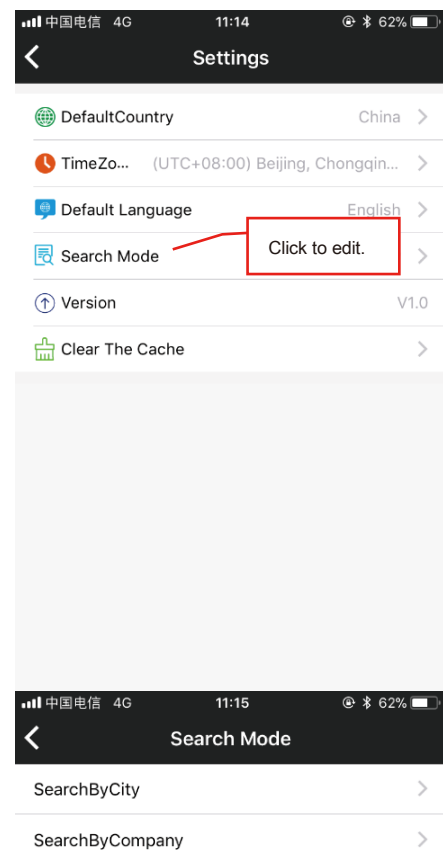 中国电信 4G 11:14 62%
Settings
DefaultCountry China
TimeZo... (UTC+08:00) Beijing, Chongqin...
Default Language English
Search Mode Click to edit.
Version V1.0
Clear The Cache
中国电信 4G 11:15 62%
Search Mode
SearchByCity
SearchByCompany